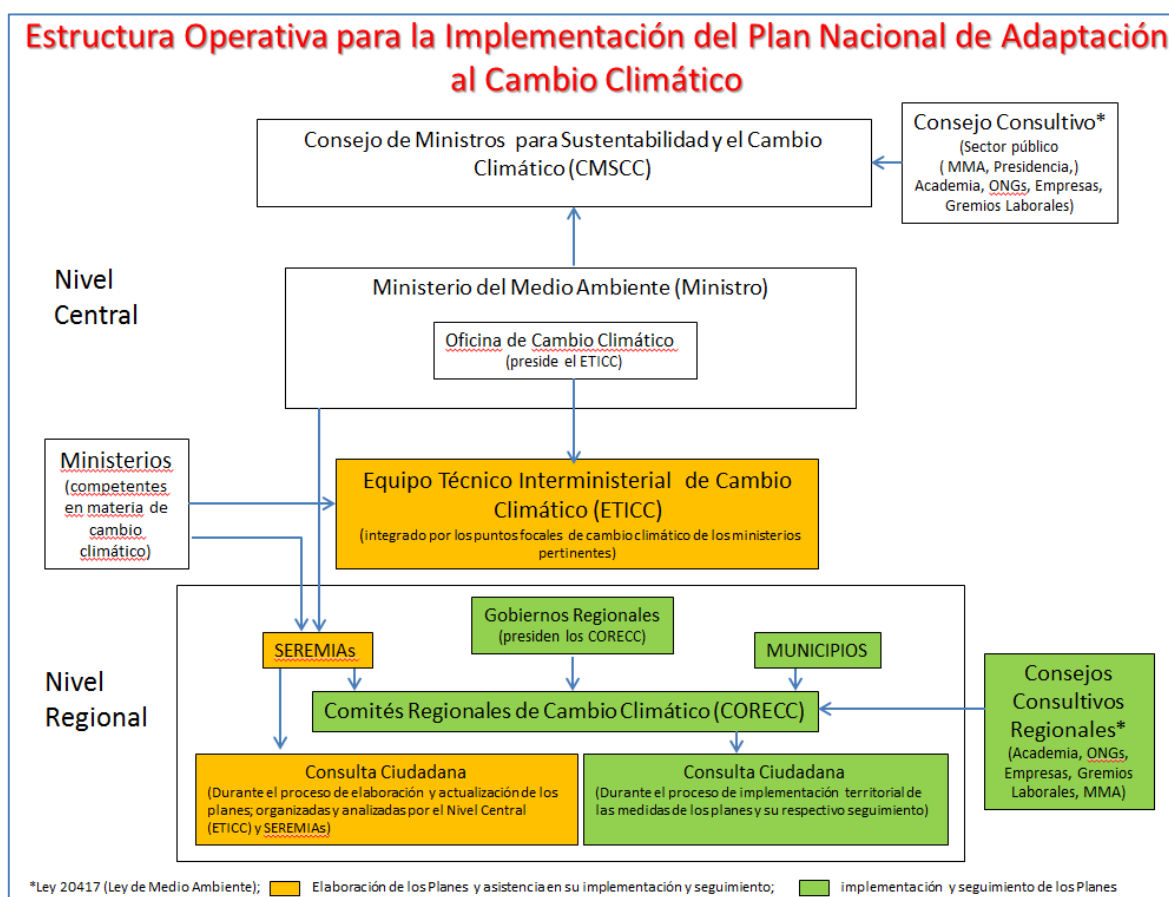 Estructura Operativa para la Implementación del Plan Nacional de Adaptación
al Cambio Climático
Consejo de Ministros para Sustentabilidad y el Cambio
Climático (CMSCC)
Consejo Consultivo*
(Sector público
( MMA, Presidencia,)
Academia, ONGs, Empresas,
Gremios Laborales)
Nivel
Central
Ministerio del Medio Ambiente (Ministro)
Oficina de Cambio Climático
(preside el ETICC)
Ministerios
(competentes
en materia de
cambio
climático)
Equipo Técnico Interministerial de Cambio
Climático (ETICC)
(integrado por los puntos focales de cambio climático de los ministerios
pertinentes)
Nivel
Regional
SEREMIAs
Gobiernos Regionales
(presiden los CORECC)
MUNICIPIOS
Comités Regionales de Cambio Climático (CORECC)
Consejos
Consultivos
Regionales*
(Academia, ONGs,
Empresas, Gremios
Laborales, MMA)
Consulta Ciudadana
(Durante el proceso de elaboración y actualización de los
planes; organizadas y analizadas por el Nivel Central
(ETICC) y SEREMIAs)
Consulta Ciudadana
(Durante el proceso de implementación territorial de
las medidas de los planes y su respectivo seguimiento)
*Ley 20417 (Ley de Medio Ambiente); Elaboración de los Planes y asistencia en su implementación y seguimiento; implementación y seguimiento de los Planes